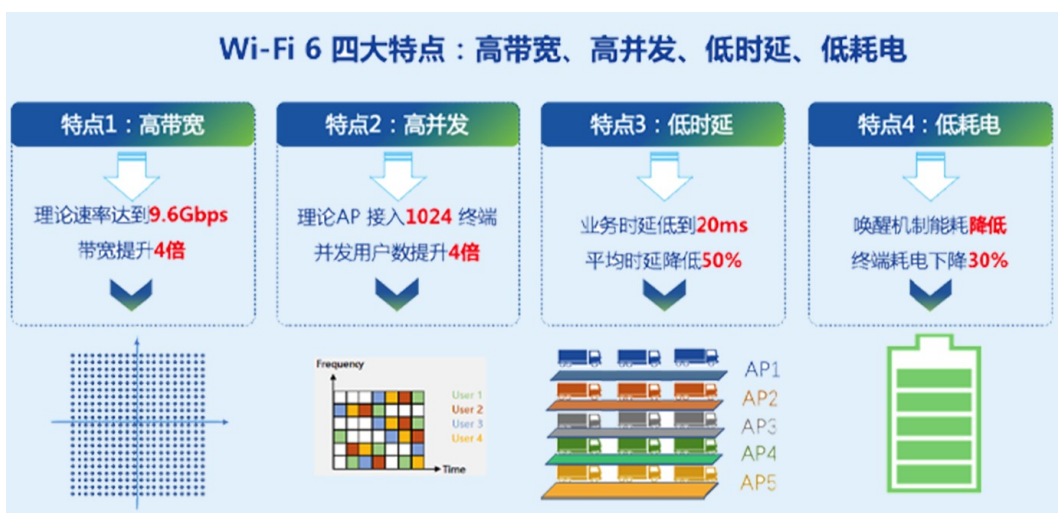 Wi-Fi 6 四大特点：高带宽、高并发、低时延、低耗电
特点1：高带宽
理论速率达到9.6Gbps
带宽提升4倍
特点2：高并发
理论AP 接入1024 终端
并发用户数提升4倍
特点3：低时延
业务时延低到20ms
平均时延降低50%
特点4：低耗电
唤醒机制能耗降低
终端耗电下降30%
Frequency
User 1
User 2
User 3
User 4
Time
AP1
AP2
AP3
AP4
AP5